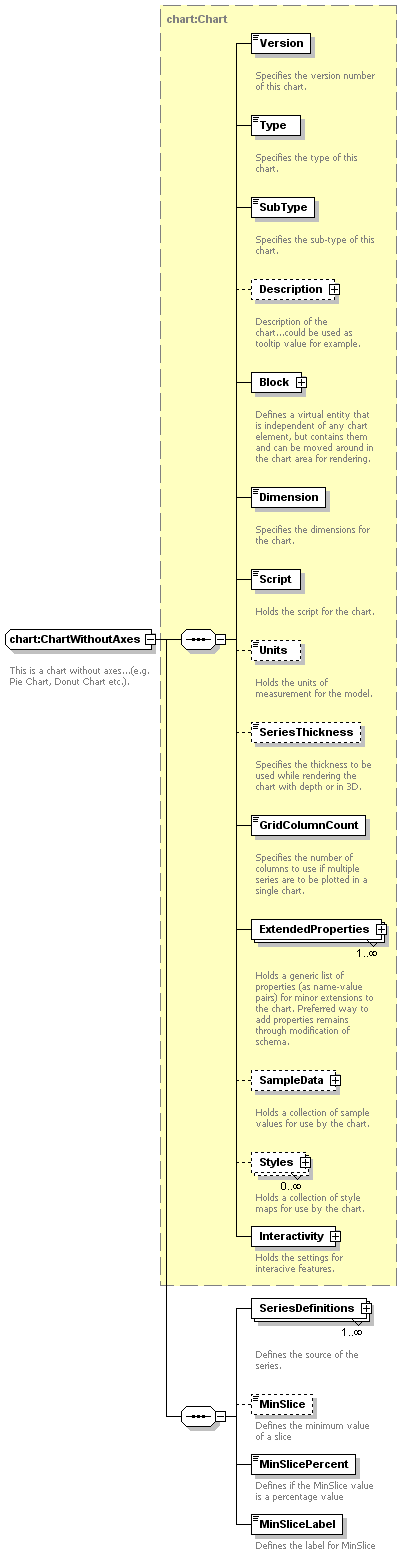 chart:Chart
Version
Specifies the version number
of this chart.
Type
Specifies the type of this
chart.
SubType
Specifies the sub-type of this
chart.
Description
Description of the
chart...could be used as
tooltip value for example.
Block
Defines a virtual entity that
is independent of any chart
element, but contains them
and can be moved around in
the chart area for rendering.
Dimension
Specifies the dimensions for
the chart.
Script
Holds the script for the chart.
chart:ChartWithoutAxes
This is a chart without axes...(e.g.
Pie Chart, Donut Chart etc.).
Units
Holds the units of
measurement for the model.
SeriesThickness
Specifies the thickness to be
used while rendering the
chart with depth or in 3D.
GridColumnCount
Specifies the number of
columns to use if multiple
series are to be plotted in a
single chart.
ExtendedProperties
1..∞
Holds a generic list of
properties (as name-value
pairs) for minor extensions to
the chart. Preferred way to
add properties remains
through modification of
schema.
SampleData
Holds a collection of sample
values for use by the chart.
Styles
0..∞
Holds a collection of style
maps for use by the chart.
Interactivity
Holds the settings for
interacive features.
SeriesDefinitions
1..∞
Defines the source of the
series.
MinSlice
Defines the minimum value
of a slice
MinSlicePercent
Defines if the MinSlice value
is a percentage value
MinSliceLabel
Defines the label for MinSlice